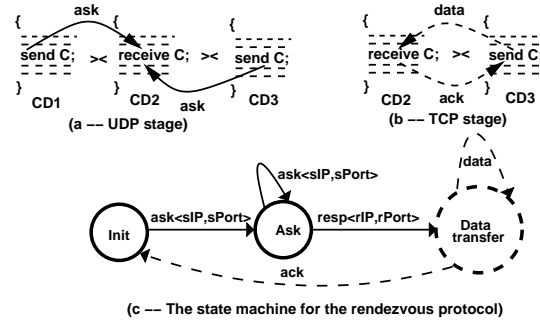 ask
data
{ { { { {
send C; >< receive C; >< send C; receive C; >< send C;
} } } } }
CD1 CD2 ask CD3 CD2 ack CD3
(a −− UDP stage) (b −− TCP stage)
data
ask<sIP,sPort>
ask<sIP,sPort> resp<rIP,rPort>
Init Ask Data
transfer
ack
(c −− The state machine for the rendezvous protocol)